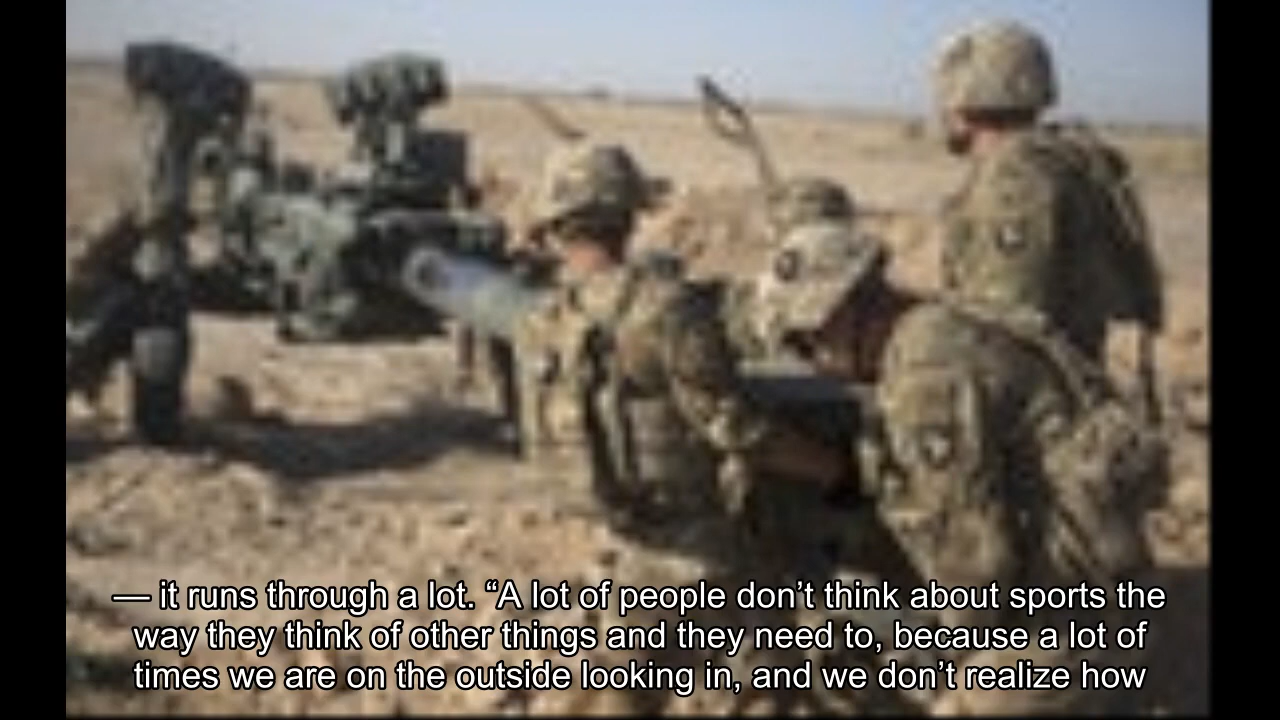 — it runs through a lot. “A lot of people don’t think about sports the
way they think of other things and they need to, because a lot of
times we are on the outside looking in, and we don’t realize how